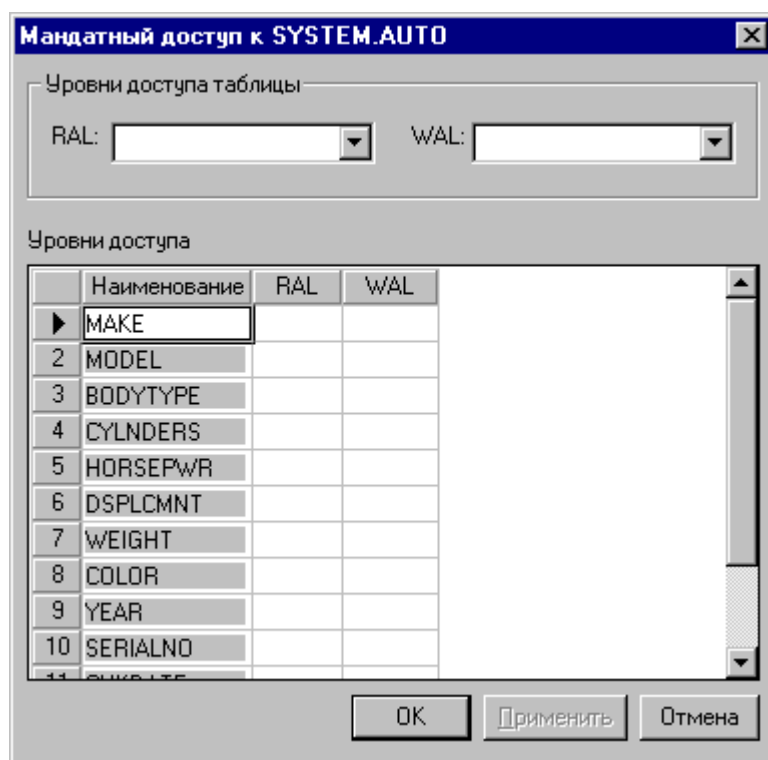 Мандатный доступ к SYSTEM.AUTO
Уровни доступа таблицы
RAL: WAL:
Уровни доступа
Наименование RAL WAL
MAKE
2 MODEL
3 BODYTYPE
4 CYLNDERS
5 HORSEPWR
6 DSPLCMNT
7 WEIGHT
8 COLOR
9 YEAR
10 SERIALNO
11
OK Применить Отмена